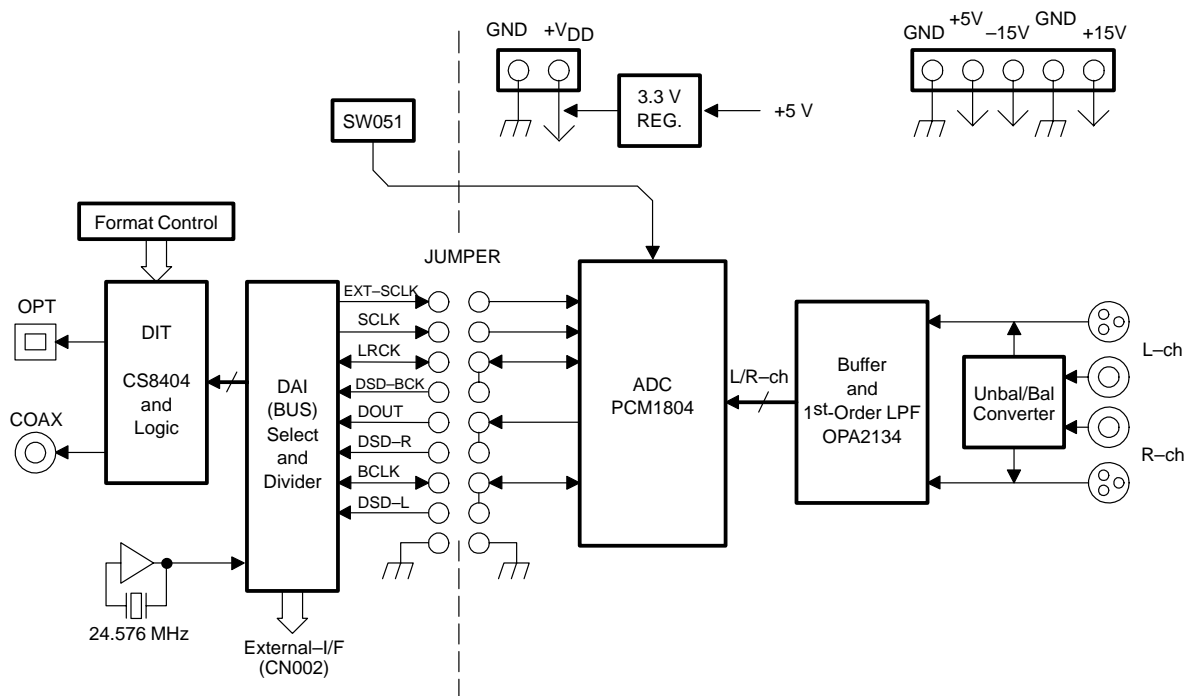 GND +VDD
GND +5V –15V GND +15V
SW051
3.3 V
REG.
+5 V
Format Control
JUMPER
OPT
COAX
DIT
CS8404
and
Logic
DAI
(BUS)
Select
and
Divider
EXT–SCLK
SCLK
LRCK
DSD–BCK
DOUT
DSD–R
BCLK
DSD–L
ADC
PCM1804
L/R–ch
Buffer
and
1st-Order LPF
OPA2134
Unbal/Bal
Converter
L–ch
R–ch
24.576 MHz
External–I/F
(CN002)